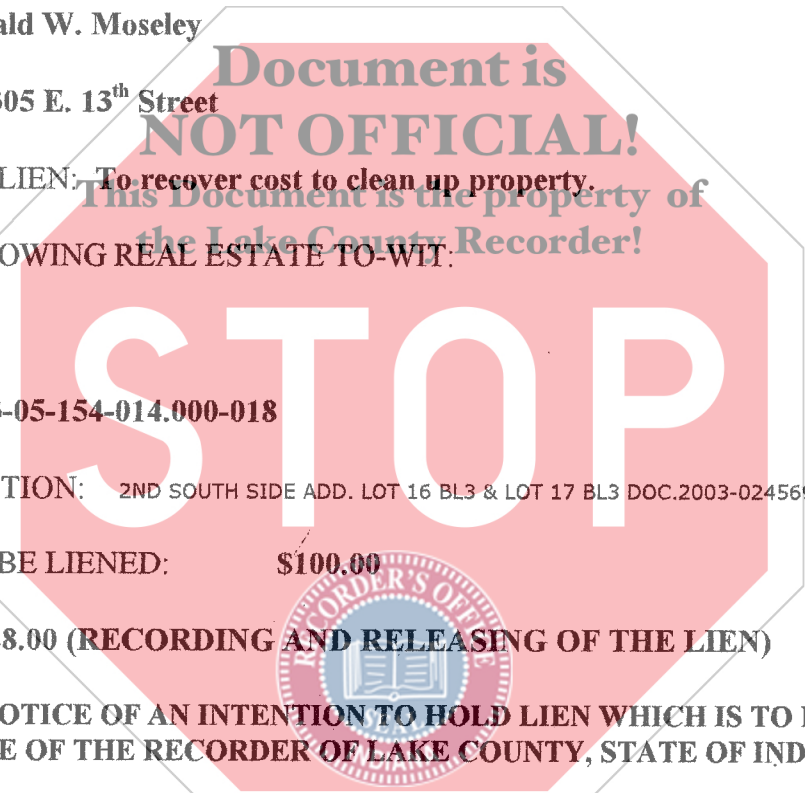 ald W. Moseley
Document is
605 E. 13th Street
NOT OFFICIAL!
LIEN: To recover cost to clean up property.
This Document is the property of
the Lake County Recorder!
OWING REAL ESTATE TO-WIT:
STOP
-05-154-014.000-018
TION: 2ND SOUTH SIDE ADD. LOT 16 BL3 & LOT 17 BL3 DOC.2003-024569
BE LIENED: $100.00
RECORDER'S OFFICE
8.00 (RECORDING AND RELEASING OF THE LIEN)
SEAL
INDIANA
OTICE OF AN INTENTION TO HOLD LIEN WHICH IS TO
E OF THE RECORDER OF LAKE COUNTY, STATE OF IND